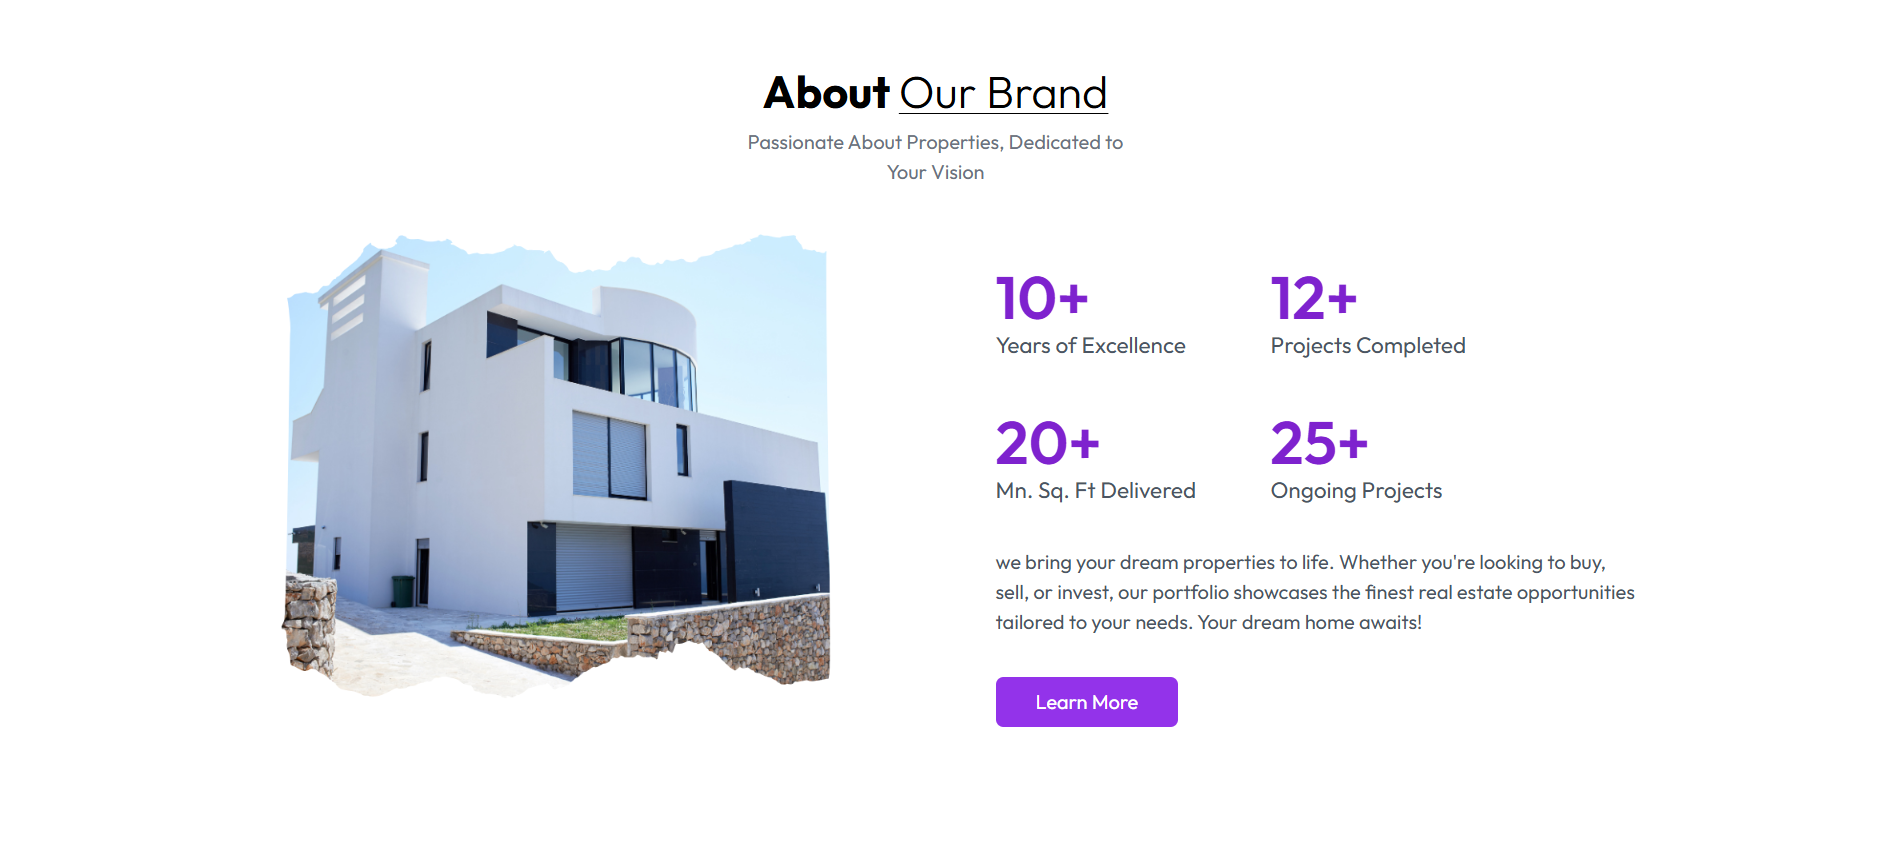 About Our Brand
Passionate About Properties, Dedicated to
Your Vision
10+
Years of Excellence
12+
Projects Completed
20+
Mn. Sq. Ft Delivered
25+
Ongoing Projects
we bring your dream properties to life. Whether you're looking to buy,
sell, or invest, our portfolio showcases the finest real estate opportunities
tailored to your needs. Your dream home awaits!
Learn More